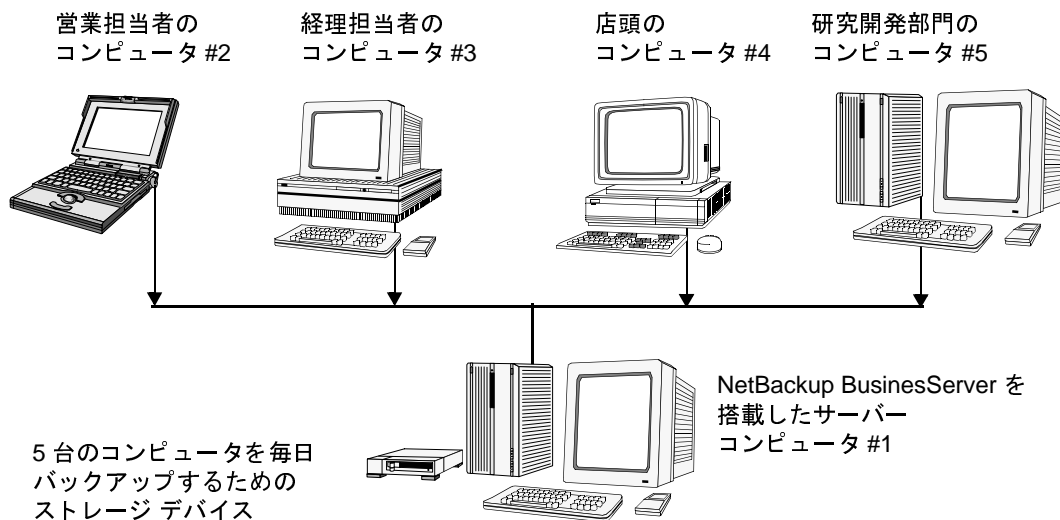 営業担当者の
コンピュータ #2
経理担当者の
コンピュータ #3
店頭の
コンピュータ #4
研究開発部門の
コンピュータ #5
NetBackup BusinesServer を
搭載したサーバー
コンピュータ #1
5 台のコンピュータを毎日
バックアップするための
ストレージ デバイス